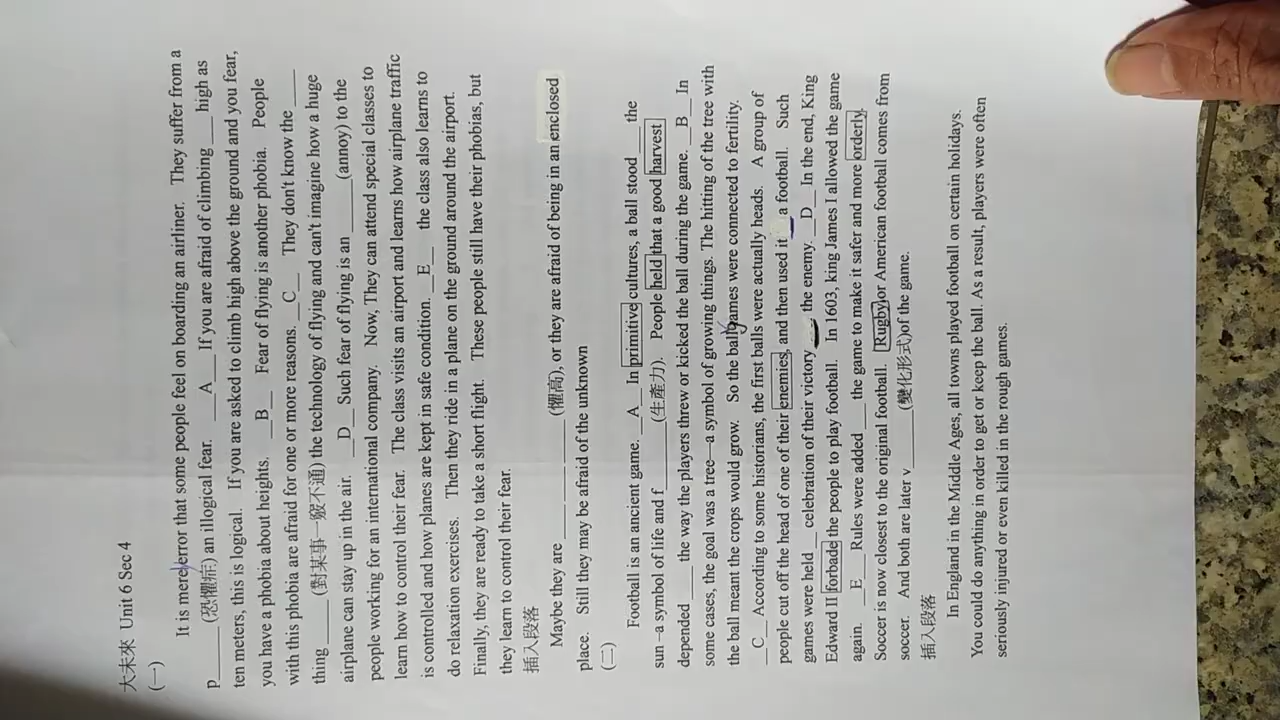 大未來 Unit 6 Sec 4
(一)
It is mere error that some people feel on boarding an airliner. They suffer from a
p_____ (恐懼症) an illogical fear. ___A___ If you are afraid of climbing ___ high as
ten meters, this is logical. If you are asked to climb high above the ground and you fear,
you have a phobia about heights. __B__ Fear of flying is another phobia. People
with this phobia are afraid for one or more reasons. __C__ They don't know the ____
thing ____ (對某事一竅不通) the technology of flying and can't imagine how a huge
airplane can stay up in the air. __D__ Such fear of flying is an ______(annoy) to the
people working for an international company. Now, They can attend special classes to
learn how to control their fear. The class visits an airport and learns how airplane traffic
is controlled and how planes are kept in safe condition. __E__ the class also learns to
do relaxation exercises. Then they ride in a plane on the ground around the airport.
Finally, they are ready to take a short flight. These people still have their phobias, but
they learn to control their fear.
插入段落
Maybe they are ______ ______ ______(懼高), or they are afraid of being in an enclosed
place. Still they may be afraid of the unknown
(二)
Football is an ancient game. __A__ In primitive cultures, a ball stood ____ the
sun –a symbol of life and f_______(生產力). People held that a good harvest
depended ____ the way the players threw or kicked the ball during the game. __B__ In
some cases, the goal was a tree—a symbol of growing things. The hitting of the tree with
the ball meant the crops would grow. So the ball games were connected to fertility.
__C__ According to some historians, the first balls were actually heads. A group of
people cut off the head of one of their enemies, and then used it __ a football. Such
games were held __ celebration of their victory ___ the enemy. __D__ In the end, King
Edward II forbade the people to play football. In 1603, king James I allowed the game
again. __E__ Rules were added ____ the game to make it safer and more orderly.
Soccer is now closest to the original football. Rugby or American football comes from
soccer. And both are later v______(變化形式)of the game.
插入段落
In England in the Middle Ages, all towns played football on certain holidays.
You could do anything in order to get or keep the ball. As a result, players were often
seriously injured or even killed in the rough games.